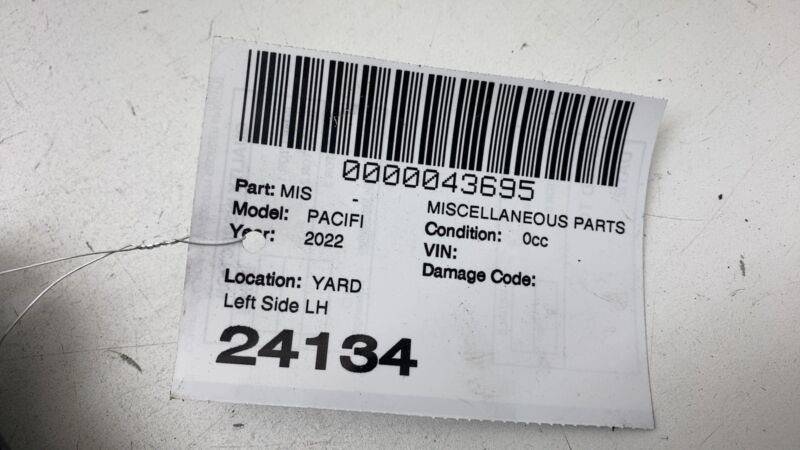 0000043695
Part: MIS - MISCELLANEOUS PARTS
Model: PACIFI Condition: 0cc
Year: 2022 VIN:
Damage Code:
Location: YARD
Left Side LH
24134